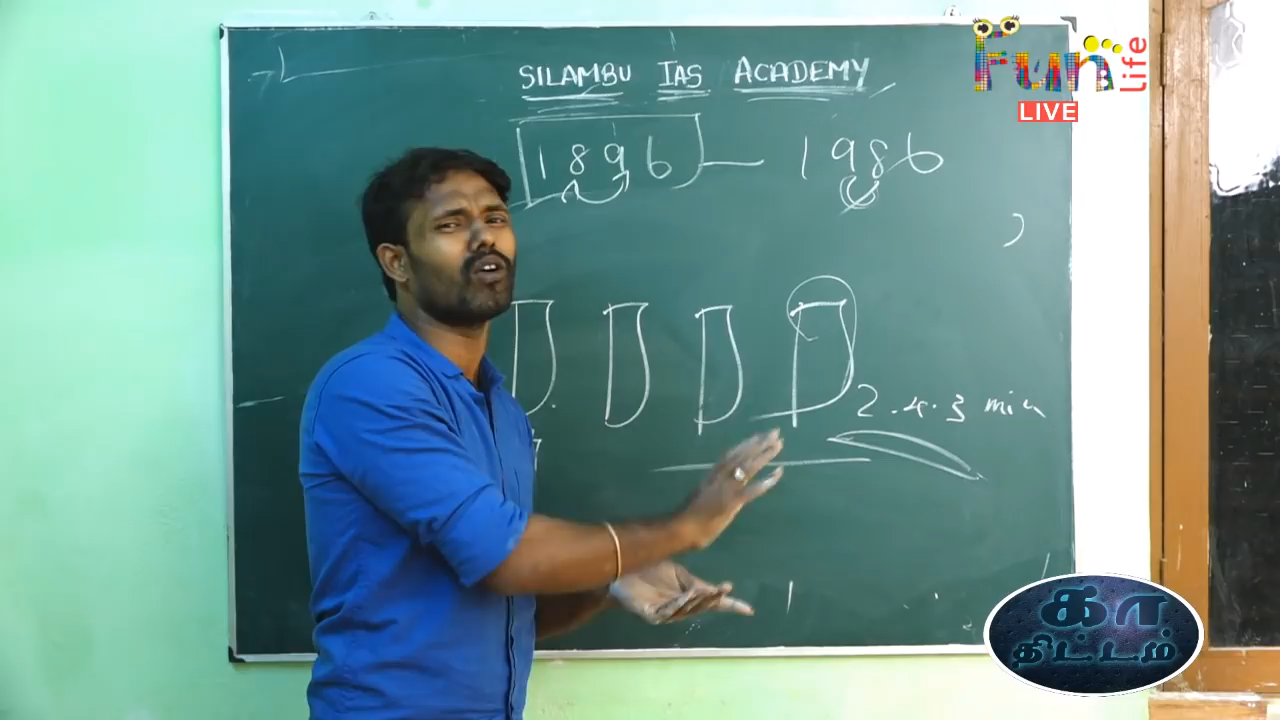 Fun Life
LIVE
SILAMBU IAS ACADEMY
1896 — 1986
D D D D
2.4.3 min
கா
திட்டம்